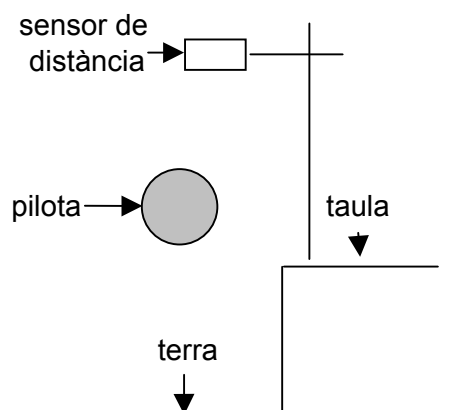 sensor de
distància
pilota
taula
terra